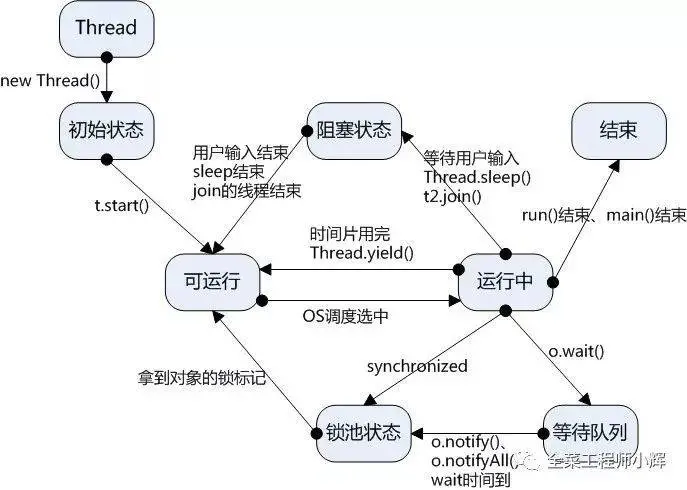 Thread
new Thread()
初始状态
阻塞状态
结束
用户输入结束
sleep结束
join的线程结束
等待用户输入
Thread.sleep()
t2.join()
t.start()
run()结束、main()结束
时间片用完
Thread.yield()
可运行
运行中
OS调度选中
synchronized
o.wait()
拿到对象的锁标记
锁池状态
等待队列
o.notify()、
o.notifyAll()
wait时间到
全菜工程师小辉